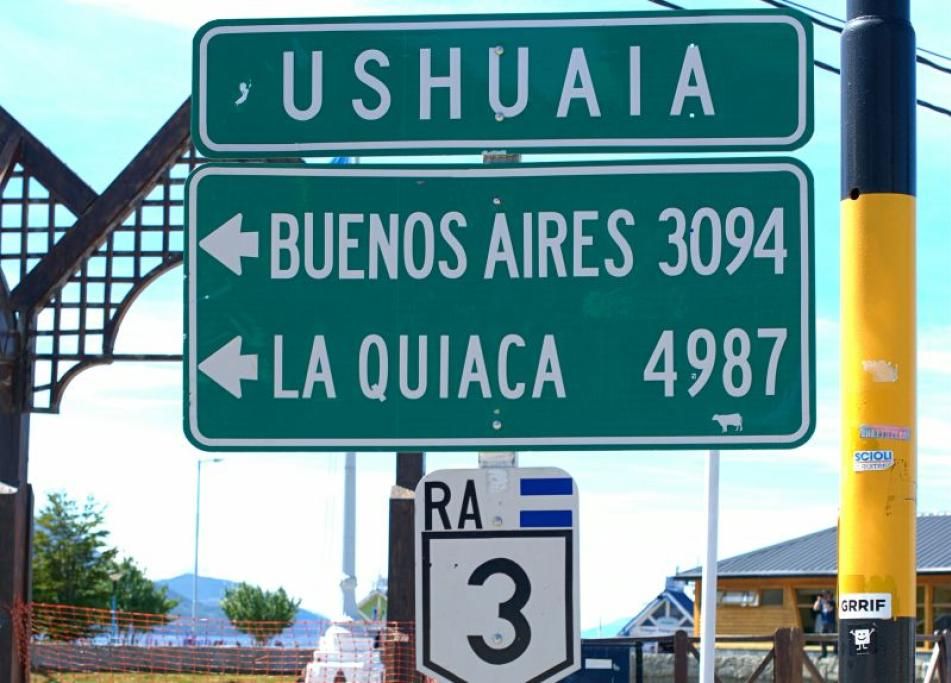 USHUAIA
BUENOS AIRES 3094
LA QUIACA 4987
RA
3
SCIOLI
GRRIF